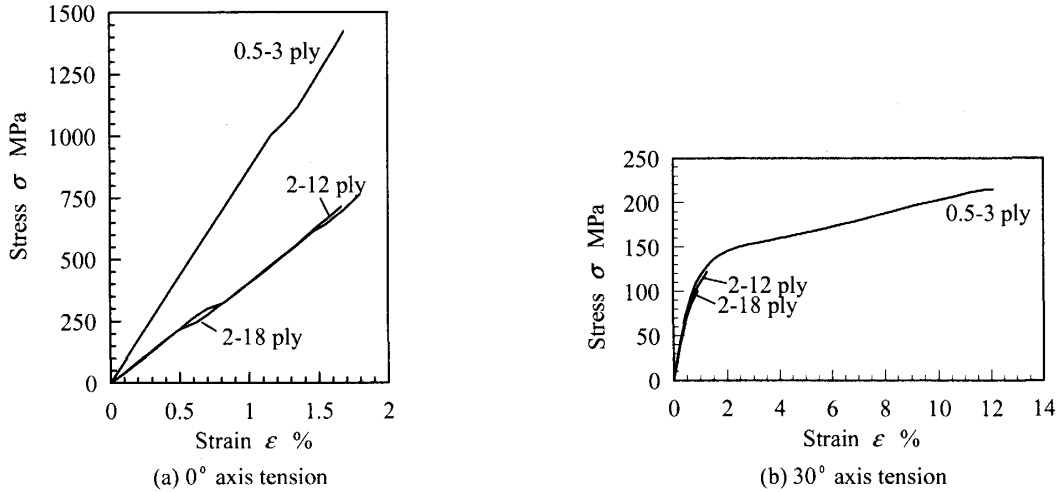 1500
1250
1000
750
500
250
0
Stress σ MPa
0.5-3 ply
2-12 ply
2-18 ply
0 0.5 1 1.5 2
Strain ε %
(a) 0° axis tension
250
200
150
100
50
0
Stress σ MPa
0.5-3 ply
2-12 ply
2-18 ply
0 2 4 6 8 10 12 14
Strain ε %
(b) 30° axis tension